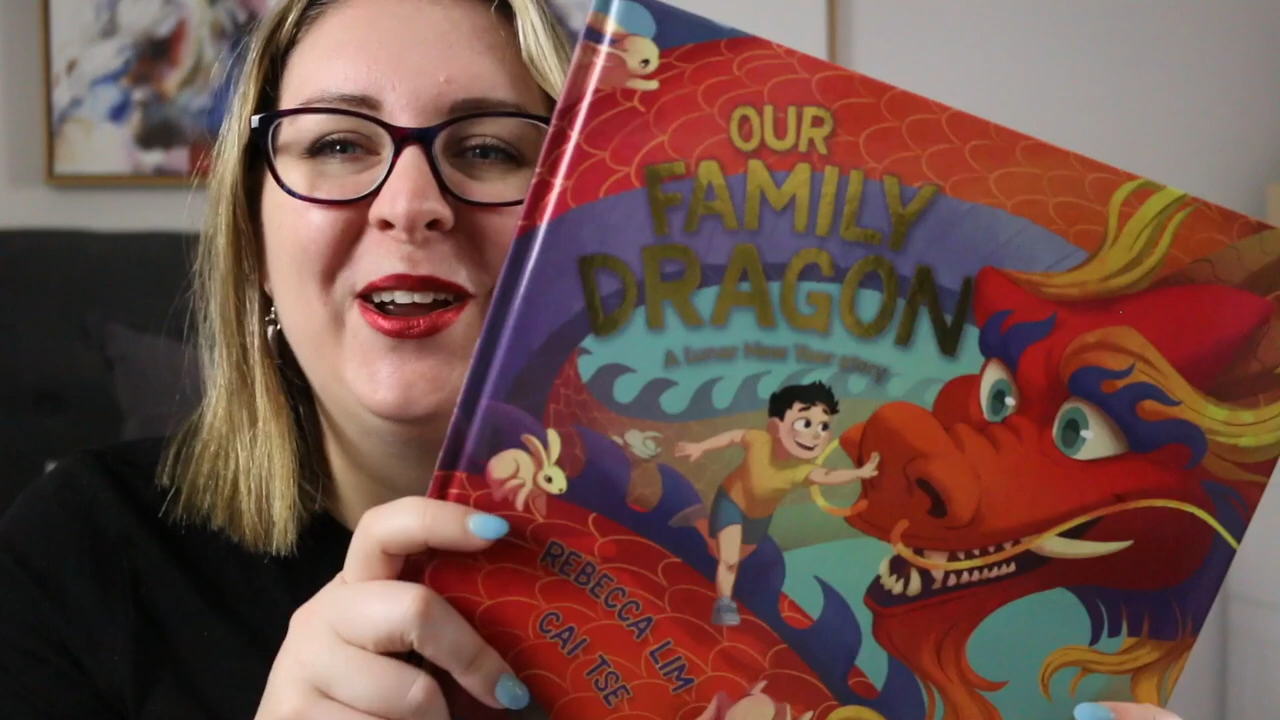 OUR
FAMILY
DRAGON
A Lunar New Year story
REBECCA LIM
CAI TSE